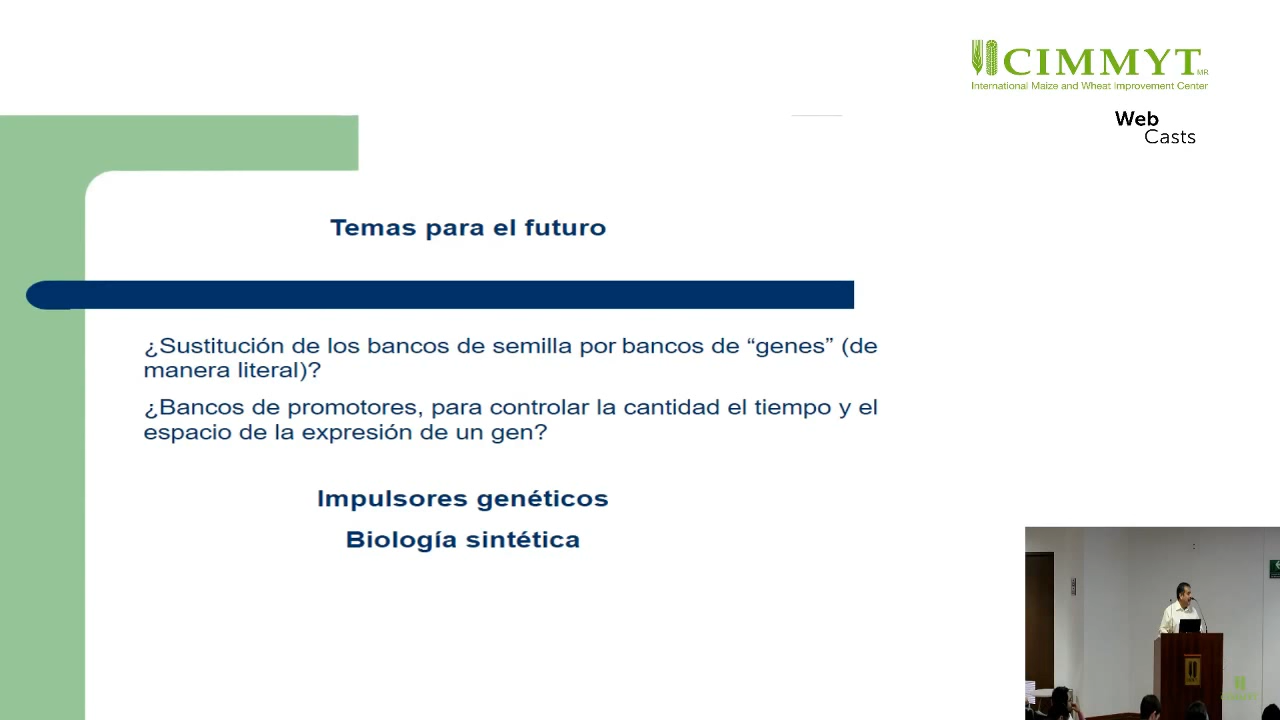 CIMMYT MR
International Maize and Wheat Improvement Center
Web
Casts
Temas para el futuro
¿Sustitución de los bancos de semilla por bancos de “genes” (de
manera literal)?
¿Bancos de promotores, para controlar la cantidad el tiempo y el
espacio de la expresión de un gen?
Impulsores genéticos
Biología sintética